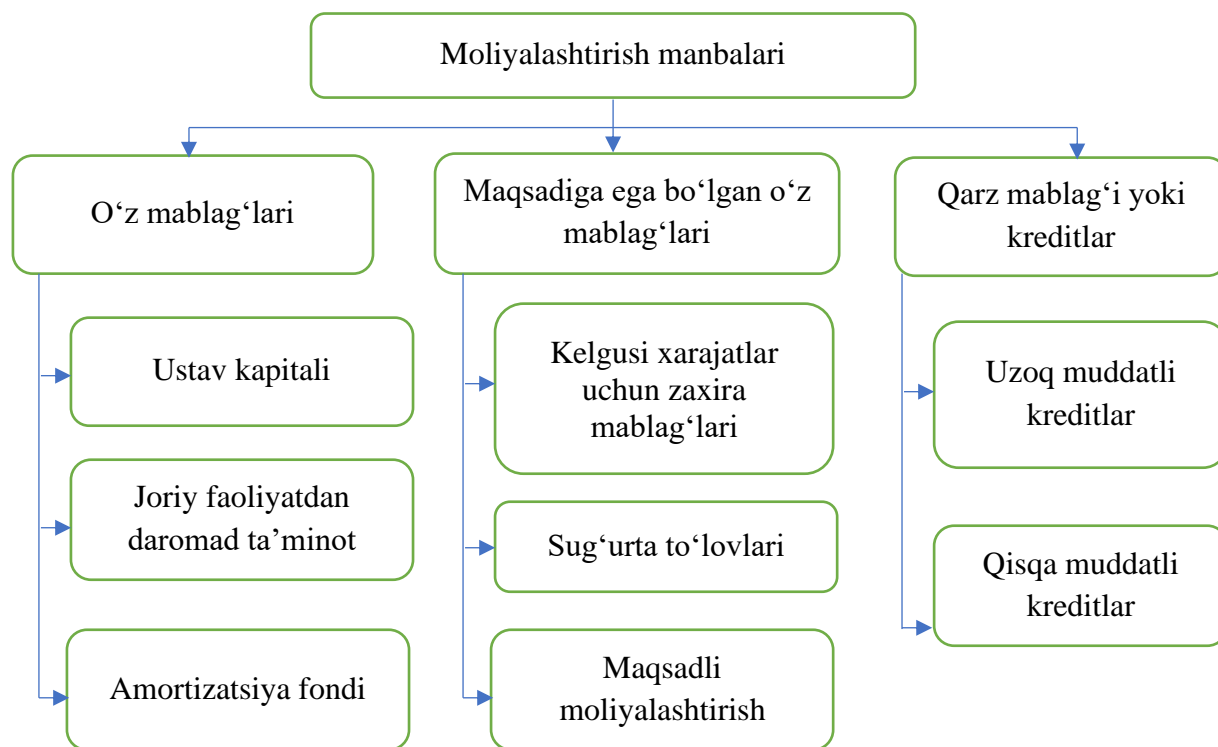 Moliyalashtirish manbalari
O‘z mablag‘lari
Maqsadiga ega bo‘lgan o‘z
mablag‘lari
Qarz mablag‘i yoki
kreditlar
Ustav kapitali
Joriy faoliyatdan
daromad ta’minot
Amortizatsiya fondi
Kelgusi xarajatlar
uchun zaxira
mablag‘lari
Sug‘urta to‘lovlari
Maqsadli
moliyalashtirish
Uzoq muddatli
kreditlar
Qisqa muddatli
kreditlar